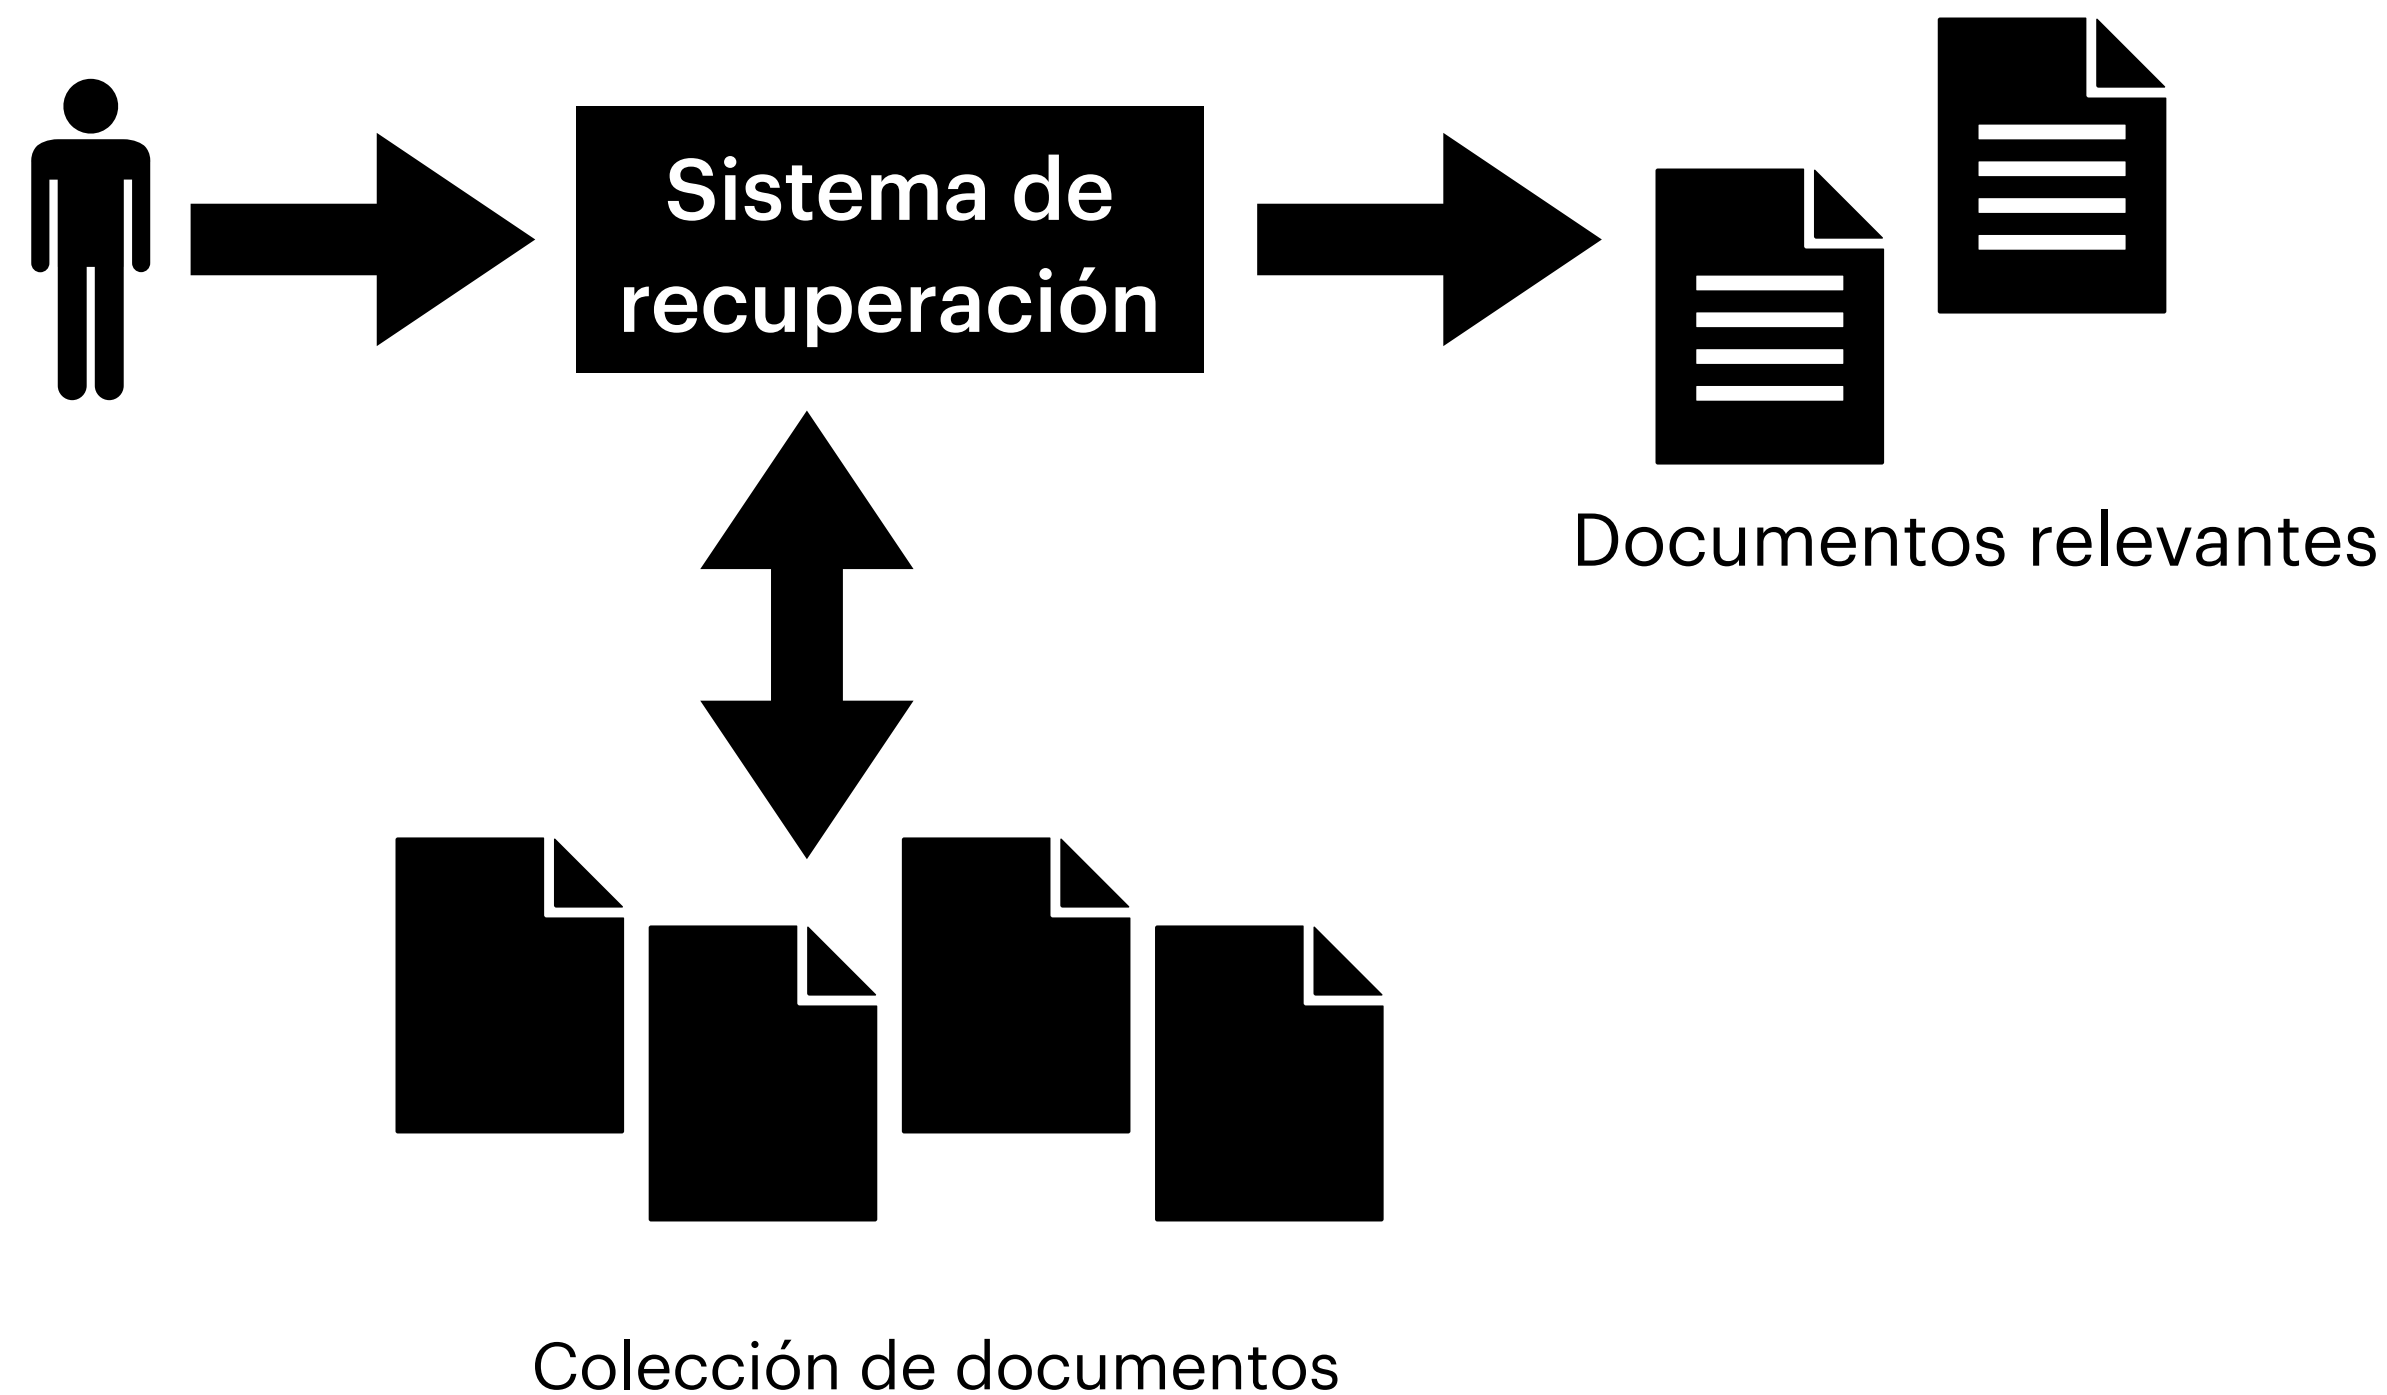 Sistema de
recuperación
Documentos relevantes
Colección de documentos